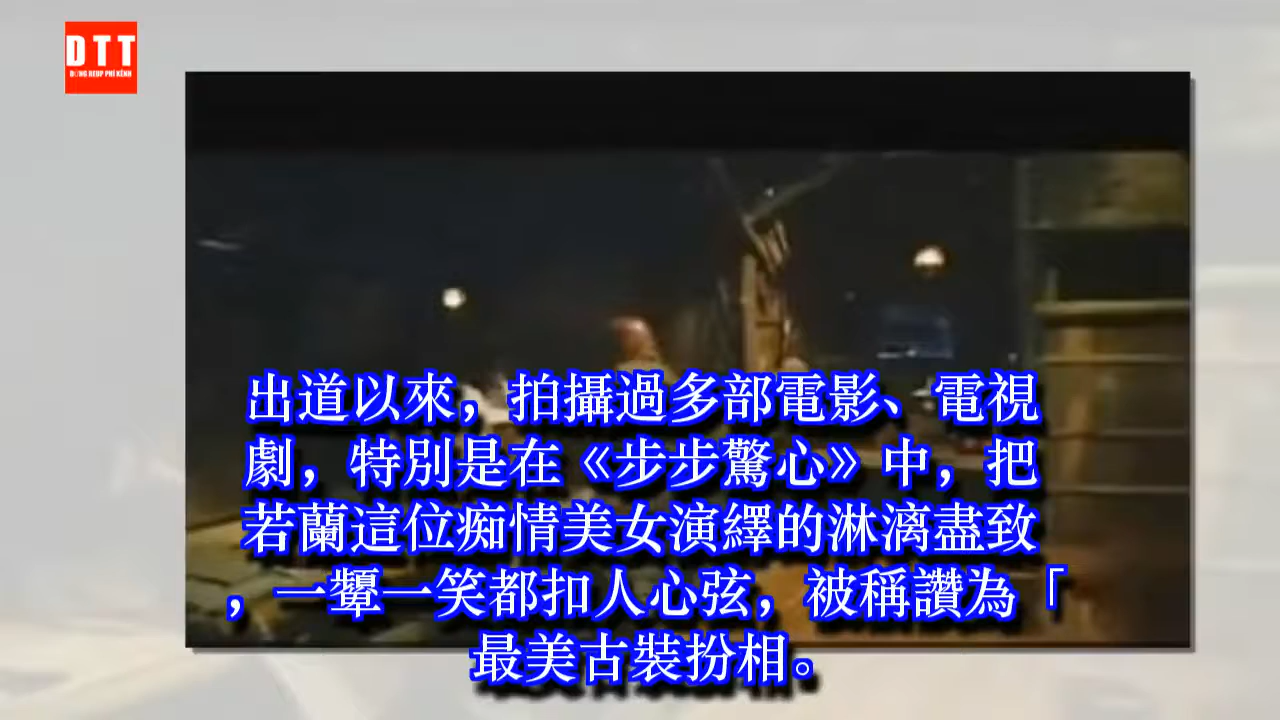 DTT
出道以來，拍攝過多部電影、電視
劇，特別是在《步步驚心》中，把
若蘭這位痴情美女演繹的淋漓盡致
，一顰一笑都扣人心弦，被稱讚為「
最美古裝扮相。